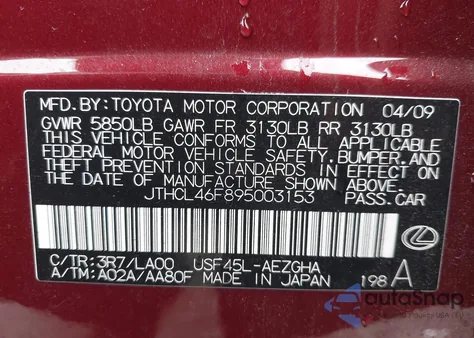 MFD.BY:TOYOTA MOTOR CORPORATION 04/09
GVWR 5850LB GAWR FR 3130LB RR 3130LB
THIS VEHICLE CONFORMS TO ALL APPLICABLE
FEDERAL MOTOR VEHICLE SAFETY, BUMPER, AND
THEFT PREVENTION STANDARDS IN EFFECT ON
THE DATE OF MANUFACTURE SHOWN ABOVE.
JTHCL46F895003153 PASS.CAR
C/TR:3R7/LA00 USF45L-AEZGHA
A/TM:A02A/AA80F MADE IN JAPAN 198 A
autosnap